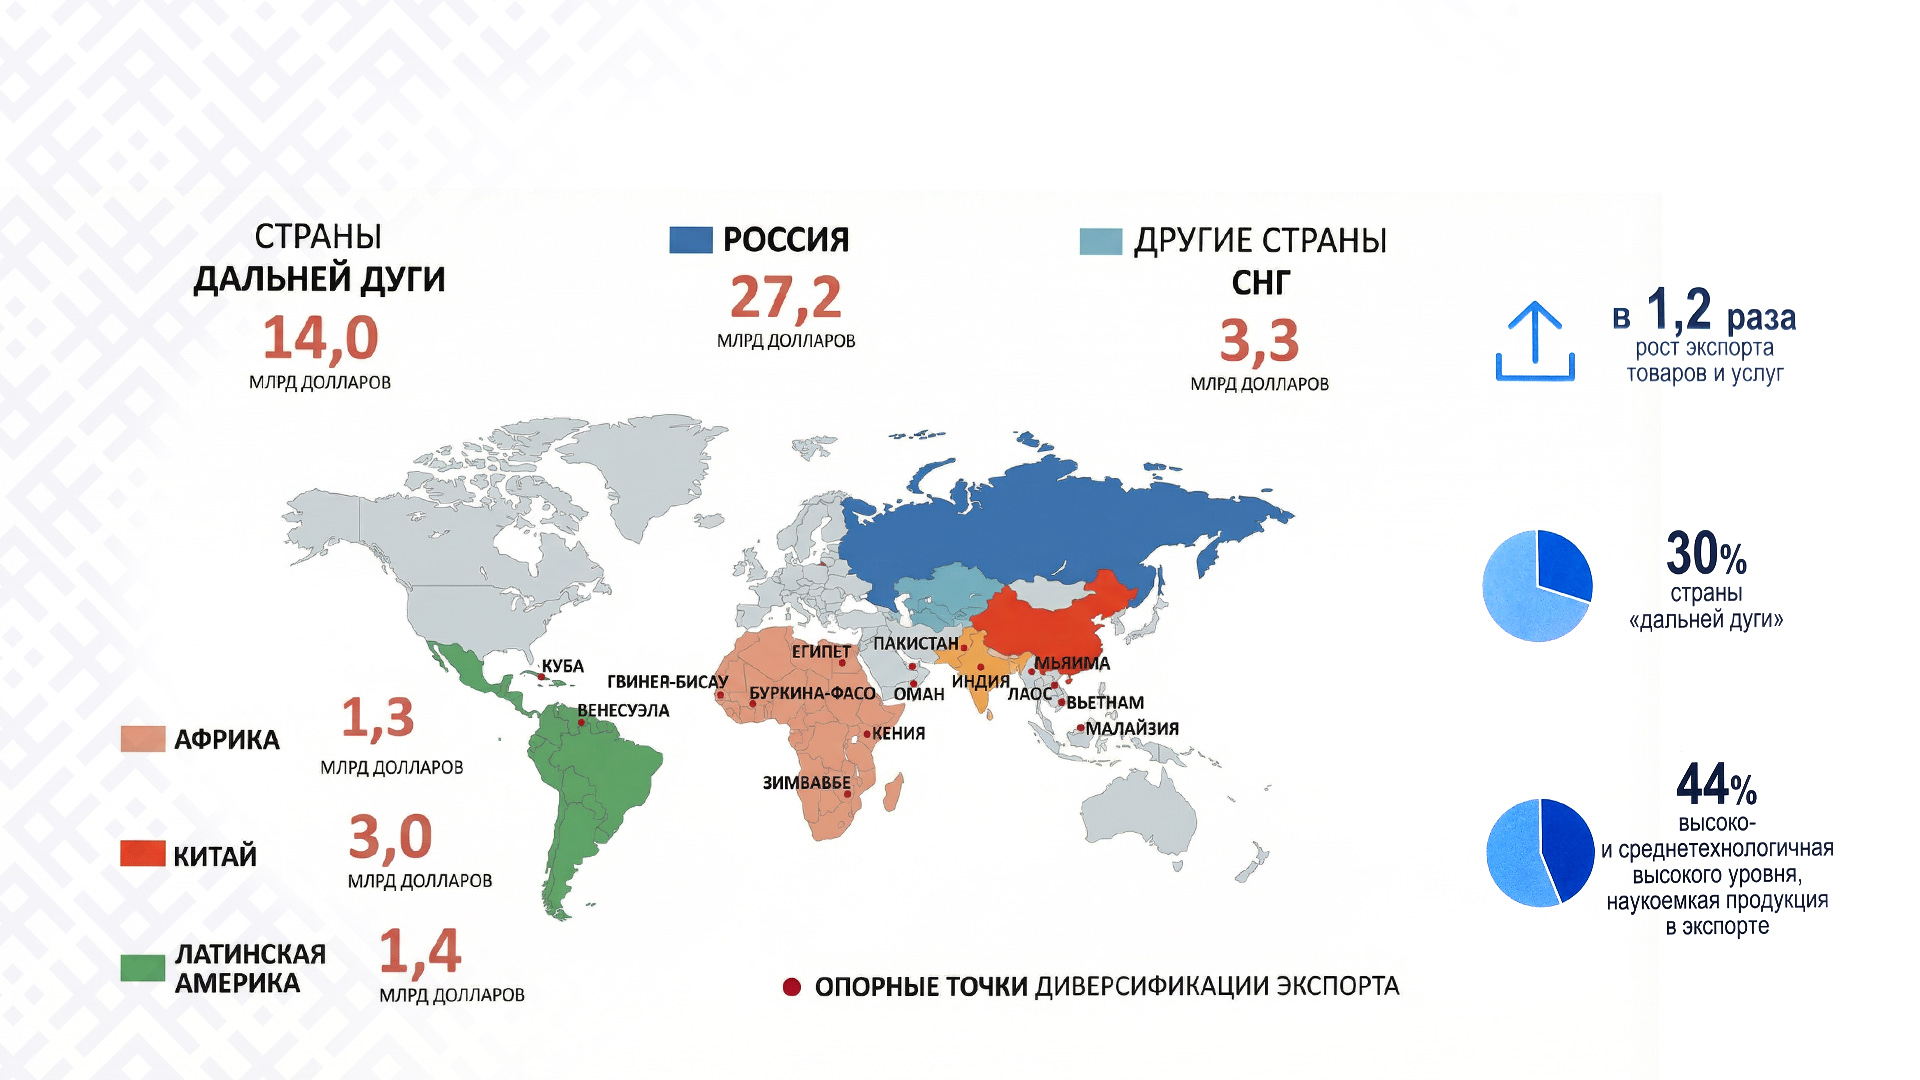 СТРАНЫ
ДАЛЬНЕЙ ДУГИ
14,0
МЛРД ДОЛЛАРОВ
РОССИЯ
27,2
МЛРД ДОЛЛАРОВ
ДРУГИЕ СТРАНЫ
СНГ
3,3
МЛРД ДОЛЛАРОВ
в 1,2 раза
рост экспорта
товаров и услуг
30%
страны
«дальней дуги»
44%
высоко-
и среднетехнологичная
высокого уровня,
наукоемкая продукция
в экспорте
ЕГИПЕТ
ПАКИСТАН
КУБА
МЬЯИМА
ГВИНЕЯ-БИСАУ
БУРКИНА-ФАСО
ОМАН
ИНДИЯ
ЛАОС
ВЕНЕСУЭЛА
ВЬЕТНАМ
КЕНИЯ
МАЛАЙЗИЯ
ЗИМВАВБЕ
АФРИКА
1,3
МЛРД ДОЛЛАРОВ
КИТАЙ
3,0
МЛРД ДОЛЛАРОВ
ЛАТИНСКАЯ
АМЕРИКА
1,4
МЛРД ДОЛЛАРОВ
ОПОРНЫЕ ТОЧКИ ДИВЕРСИФИКАЦИИ ЭКСПОРТА